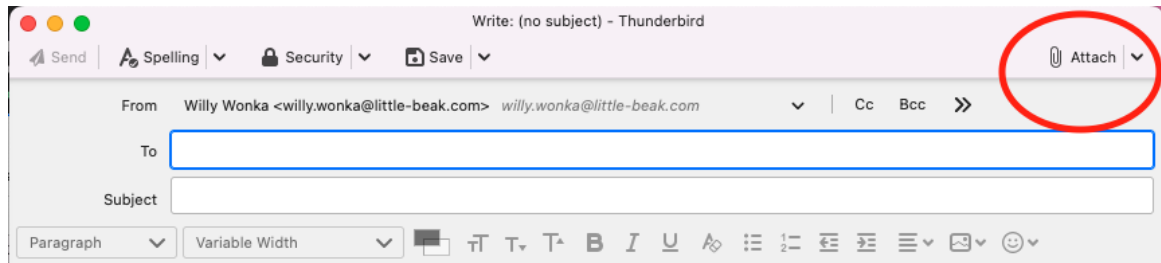 Write: (no subject) - Thunderbird
Send Spelling Security Save Attach
From Willy Wonka <willy.wonka@little-beak.com> willy.wonka@little-beak.com Cc Bcc
To
Subject
Paragraph Variable Width